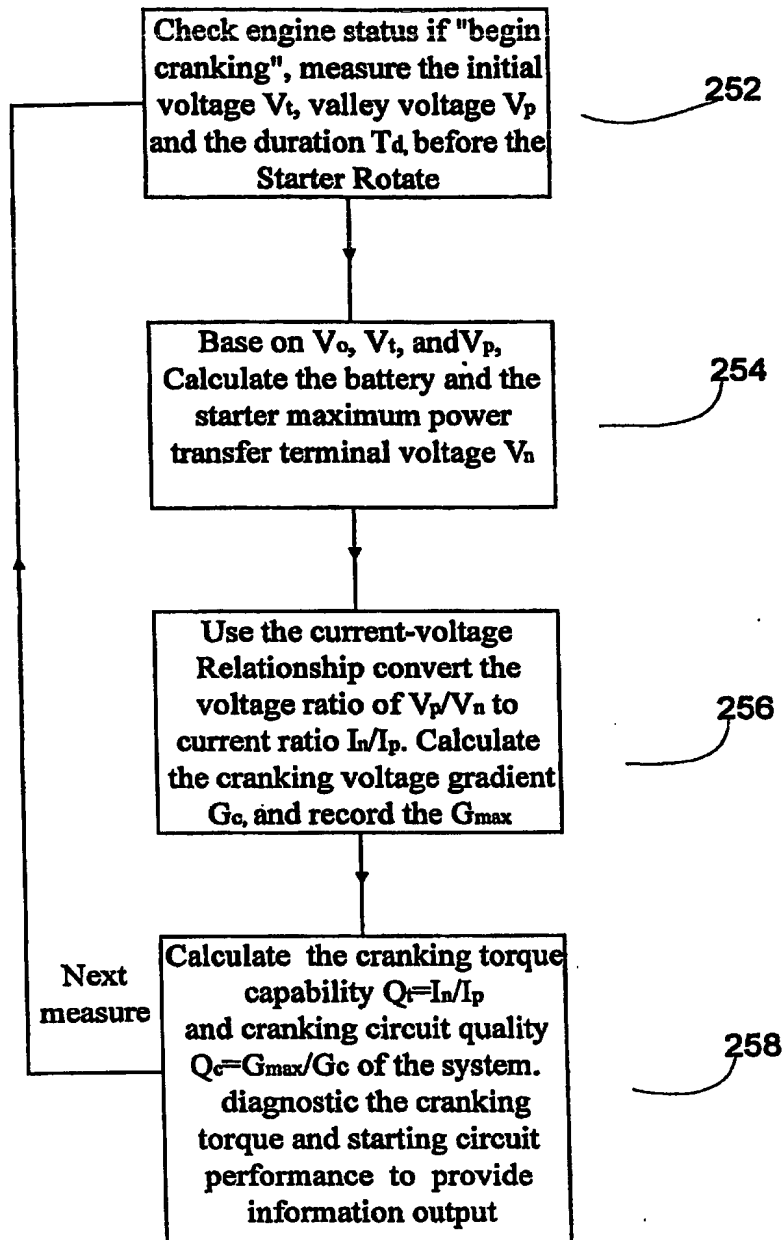 Check engine status if "begin
cranking", measure the initial
voltage Vt, valley voltage Vp
and the duration Td, before the
Starter Rotate
252
Base on Vo, Vt, andVp,
Calculate the battery and the
starter maximum power
transfer terminal voltage Vn
254
Use the current-voltage
Relationship convert the
voltage ratio of Vp/Vn to
current ratio In/Ip. Calculate
the cranking voltage gradient
Gc, and record the Gmax
256
Next
measure
Calculate the cranking torque
capability Qt=In/Ip
and cranking circuit quality
Qc=Gmax/Gc of the system.
diagnostic the cranking
torque and starting circuit
performance to provide
information output
258